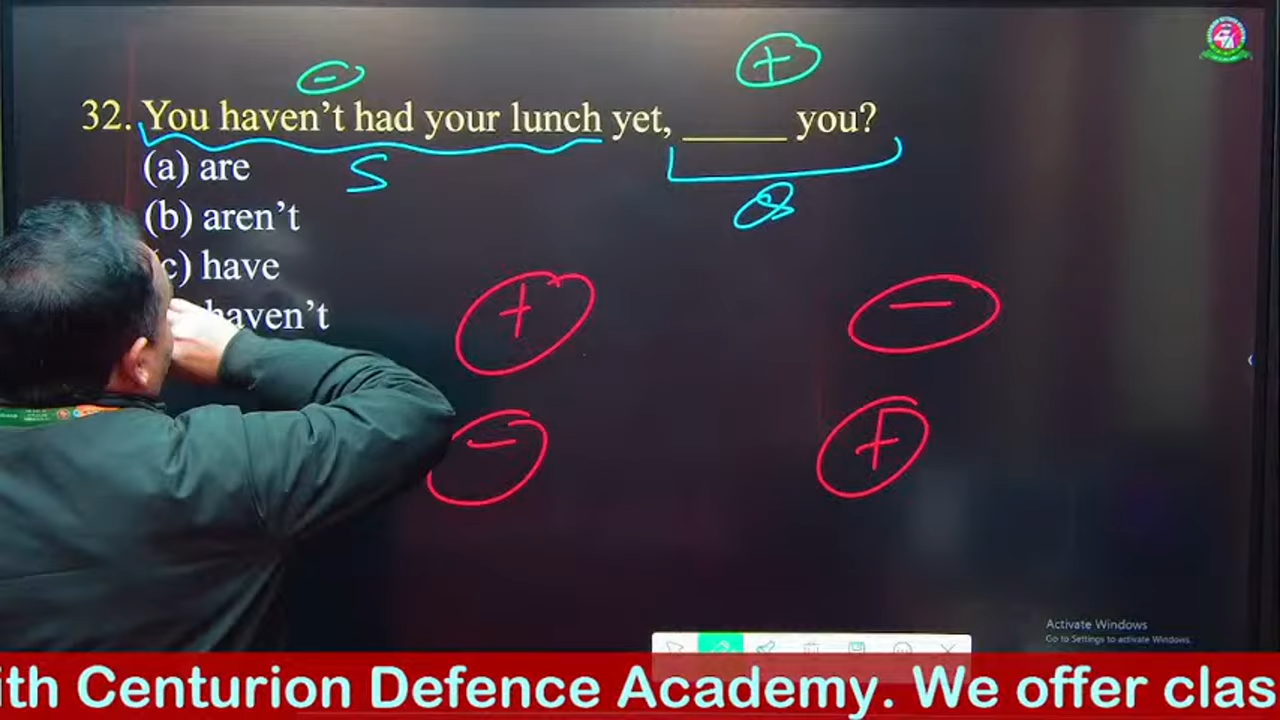 32. You haven't had your lunch yet, ______ you?
(a) are
(b) aren't
c) have
haven't
S
Q
Activate Windows
Go to Settings to activate Windows.
ith Centurion Defence Academy. We offer clas